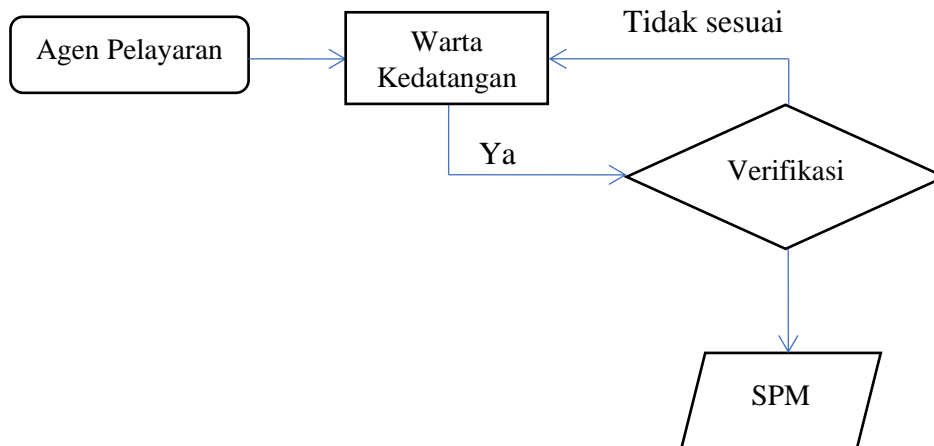 Agen Pelayaran
Warta
Kedatangan
Tidak sesuai
Ya
Verifikasi
SPM